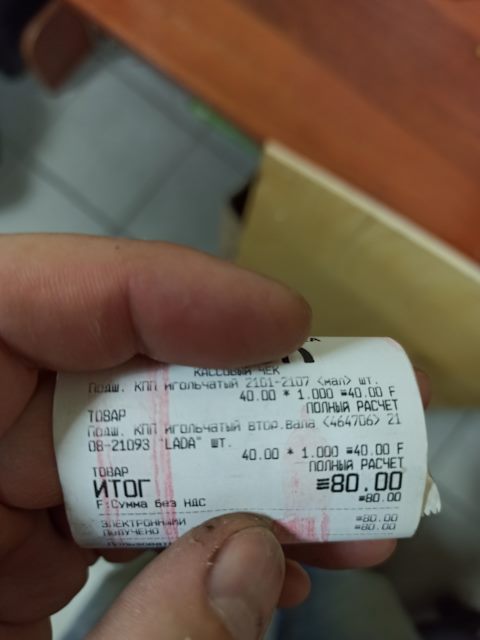 КАССОВЫЙ ЧЕК
Подш. КПП игольчатый 2101-2107 <мал> шт.
40.00 * 1.000 =40.00 F
ПОЛНЫЙ РАСЧЕТ
ТОВАР
Подш. КПП игольчатый втор.вала <464706> 21
08-21093 "LADA" шт.
40.00 * 1.000 =40.00 F
ПОЛНЫЙ РАСЧЕТ
ТОВАР
ИТОГ =80.00
F:Сумма без НДС =80.00
ЭЛЕКТРОННЫМИ =80.00
ПОЛУЧЕНО =80.00